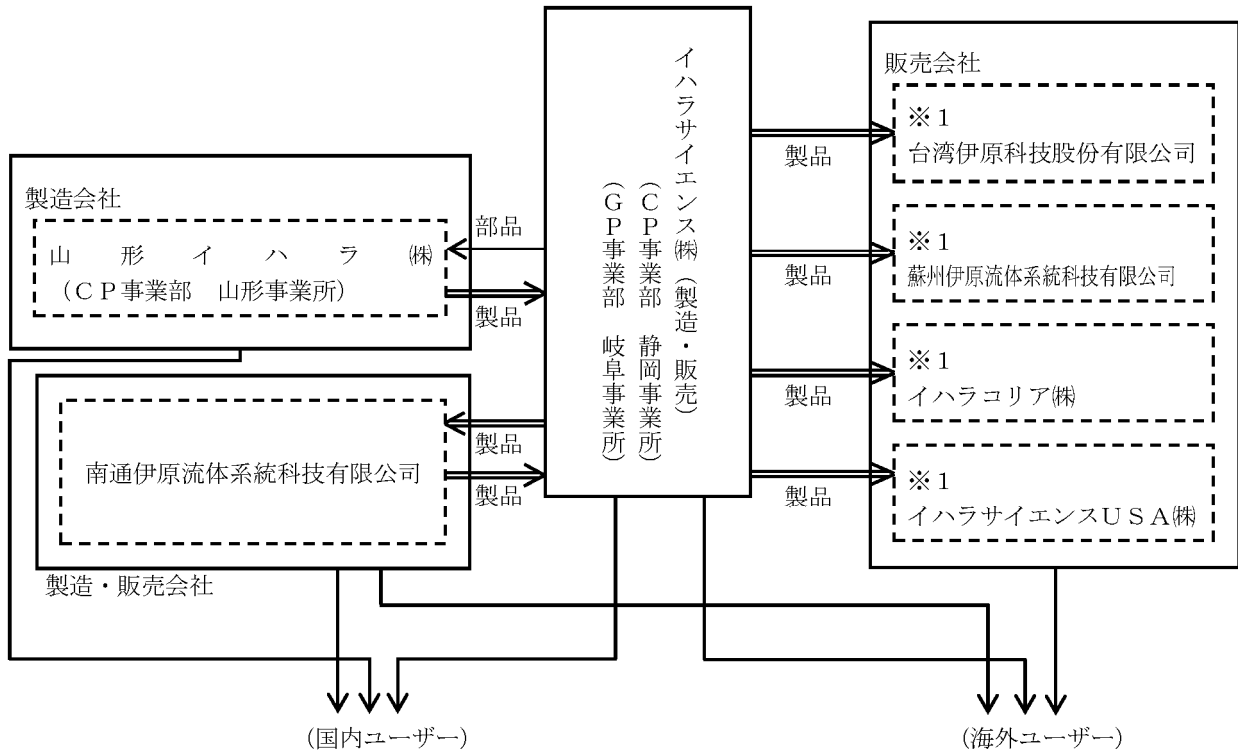 製造会社
山形イハラ㈱
（ＣＰ事業部　山形事業所）
部品
製品
南通伊原流体系統科技有限公司
製品
製品
製造・販売会社
イハラサイエンス㈱（製造・販売）
（ＣＰ事業部　静岡事業所）
（ＧＰ事業部　岐阜事業所）
製品
製品
製品
製品
販売会社
※１
台湾伊原科技股份有限公司
※１
蘇州伊原流体系統科技有限公司
※１
イハラコリア㈱
※１
イハラサイエンスＵＳＡ㈱
(国内ユーザー)
(海外ユーザー)